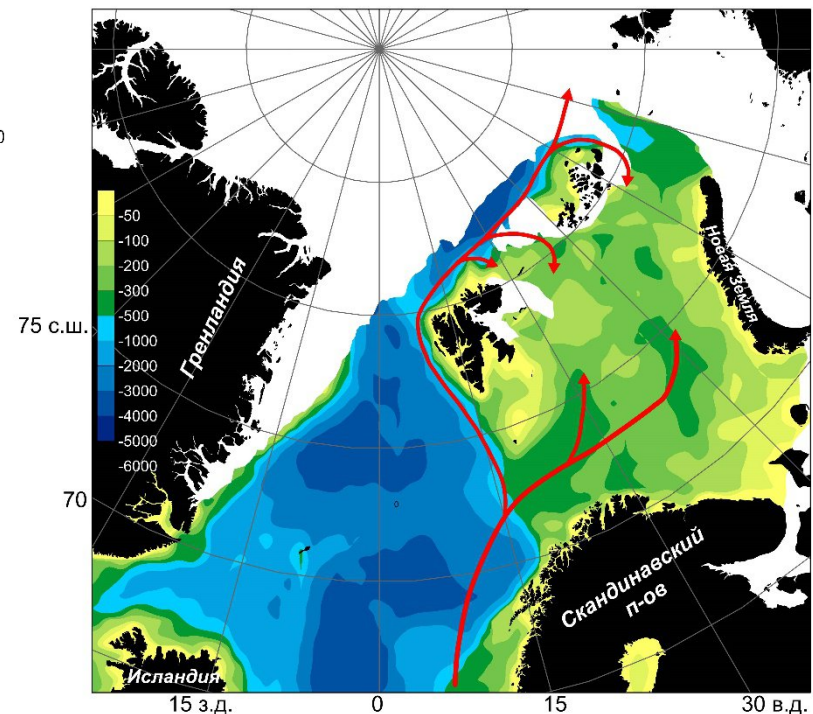 0
-50
-100
-200
-300
-500
-1000
-2000
-3000
-4000
-5000
-6000
Гренландия
Новая Земля
75 с.ш.
70
Скандинавский
п-ов
Исландия
15 з.д.
0
15
30 в.д.